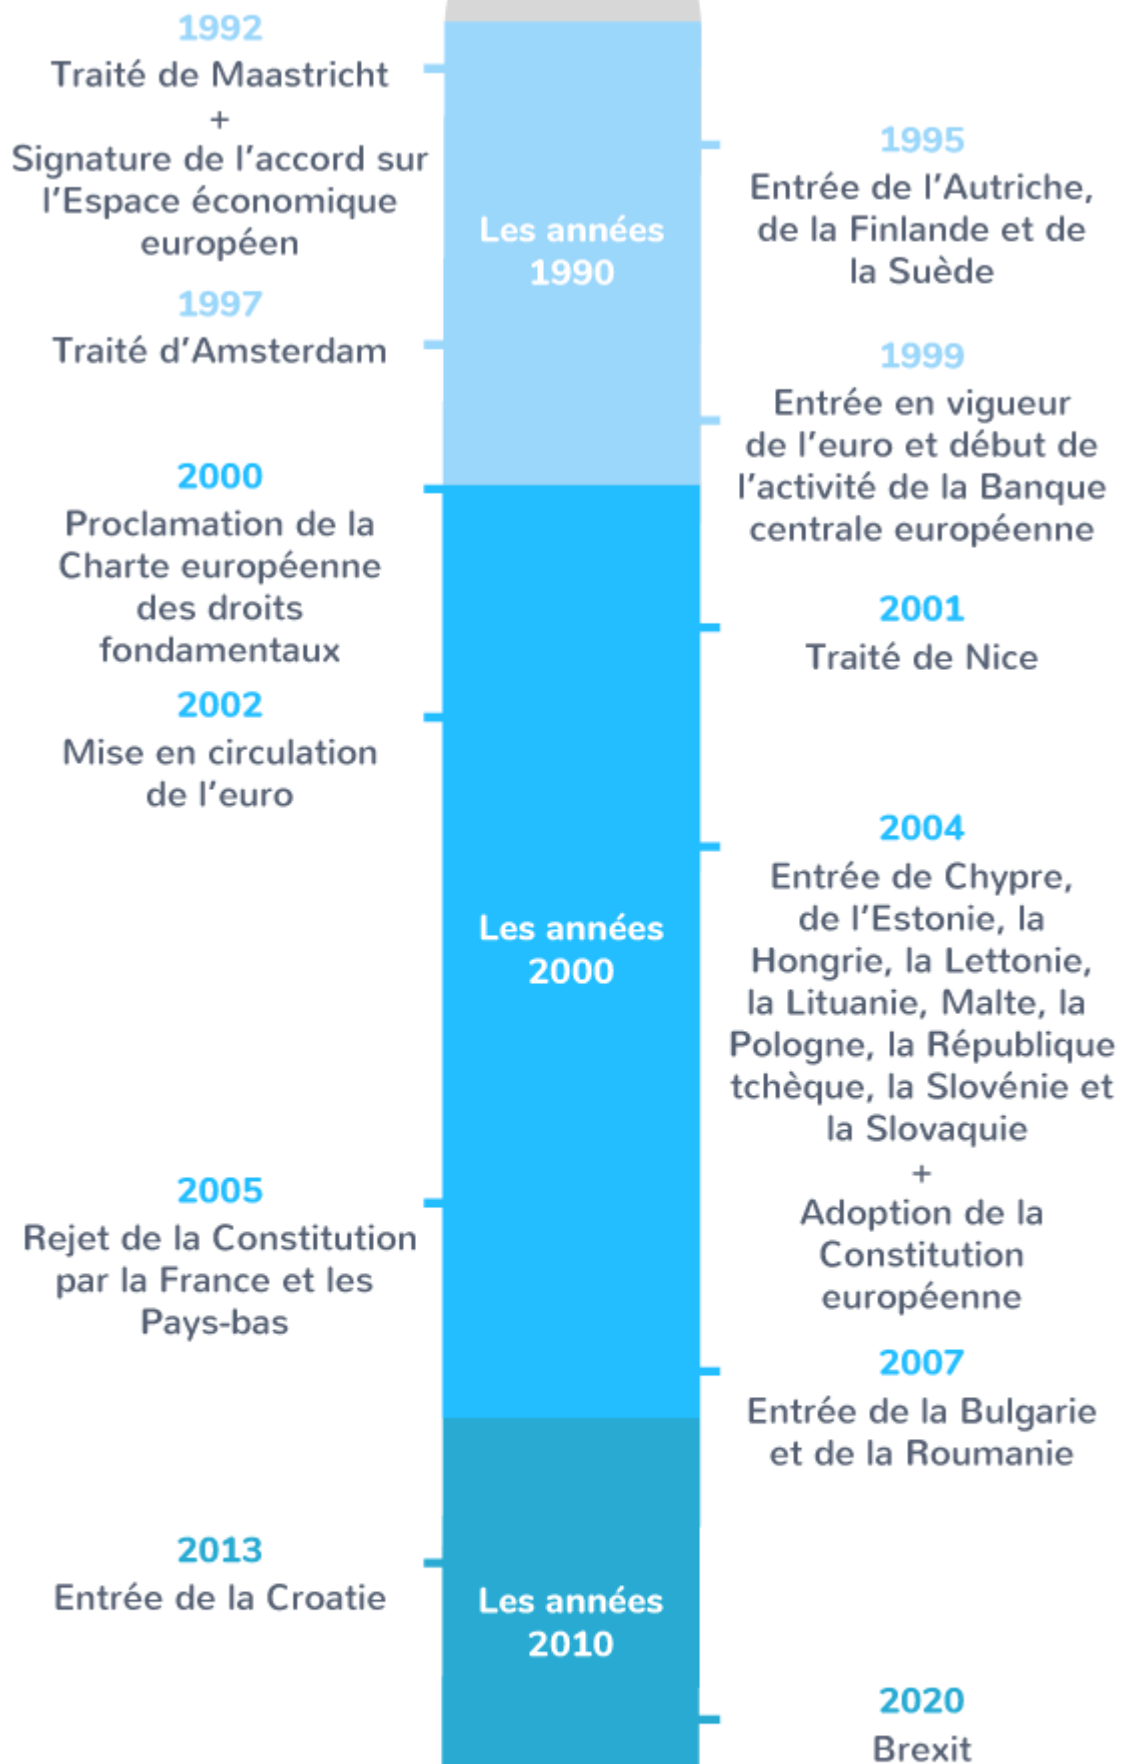 1992
Traité de Maastricht
+
Signature de l'accord sur
l'Espace économique
européen
1995
Entrée de l'Autriche,
de la Finlande et de
la Suède
Les années
1990
1997
Traité d'Amsterdam
1999
Entrée en vigueur
de l'euro et début de
l'activité de la Banque
centrale européenne
2000
Proclamation de la
Charte européenne
des droits
fondamentaux
2001
Traité de Nice
2002
Mise en circulation
de l'euro
2004
Entrée de Chypre,
de l'Estonie, la
Hongrie, la Lettonie,
la Lituanie, Malte, la
Pologne, la République
tchèque, la Slovénie et
la Slovaquie
+
Adoption de la
Constitution
européenne
Les années
2000
2005
Rejet de la Constitution
par la France et les
Pays-bas
2007
Entrée de la Bulgarie
et de la Roumanie
2013
Entrée de la Croatie
Les années
2010
2020
Brexit